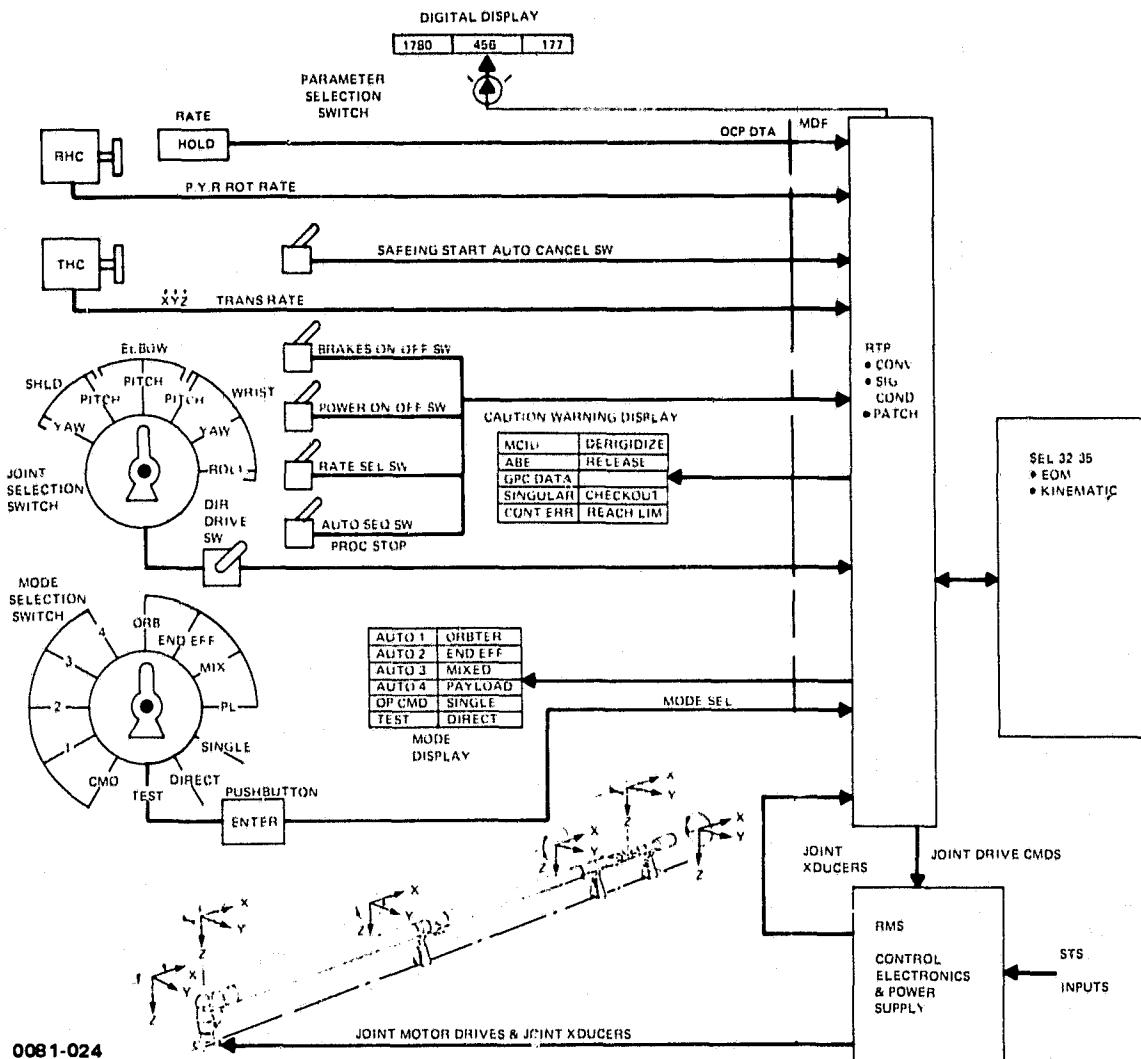 DIGITAL DISPLAY
1780 456 177
PARAMETER
SELECTION
SWITCH
RATE
HOLD
OCP DTA
MDF
RHC
P.Y.R ROT RATE
THC
SAFEING START AUTO CANCEL SW
XYZ TRANS RATE
BRAKES ON OFF SW
POWER ON OFF SW
RATE SEL SW
AUTO SEQ SW
PROC STOP
ELBOW
PITCH
SHLD
PITCH
YAW
PITCH
WRIST
YAW
ROLL
JOINT
SELECTION
SWITCH
DIR
DRIVE
SW
CAUTION WARNING DISPLAY
DERIGIDIZE
ABE RELEASE
GPC DATA
SINGULAR CHECKOUT
CONT ERR REACH LIM
RTP
• CONV
• SIG
COND
• PATCH
SEL 32 35
• EOM
• KINEMATIC
MODE
SELECTION
SWITCH
ORB
END EFF
MIX
PL
SINGLE
DIRECT
TEST
CMD
1
2
3
4
PUSHBUTTON
ENTER
AUTO 1 ORBTER
AUTO 2 END EFF
AUTO 3 MIXED
AUTO 4 PAYLOAD
OP CMD SINGLE
TEST DIRECT
MODE
DISPLAY
MODE SEL
X
Y
Z
X
Y
Z
X
Y
Z
X
Y
Z
X
Y
Z
X
Y
Z
JOINT
XDUCERS
JOINT DRIVE CMDS
RMS
CONTROL
ELECTRONICS
& POWER
SUPPLY
STS
INPUTS
JOINT MOTOR DRIVES & JOINT XDUCERS
0081-024